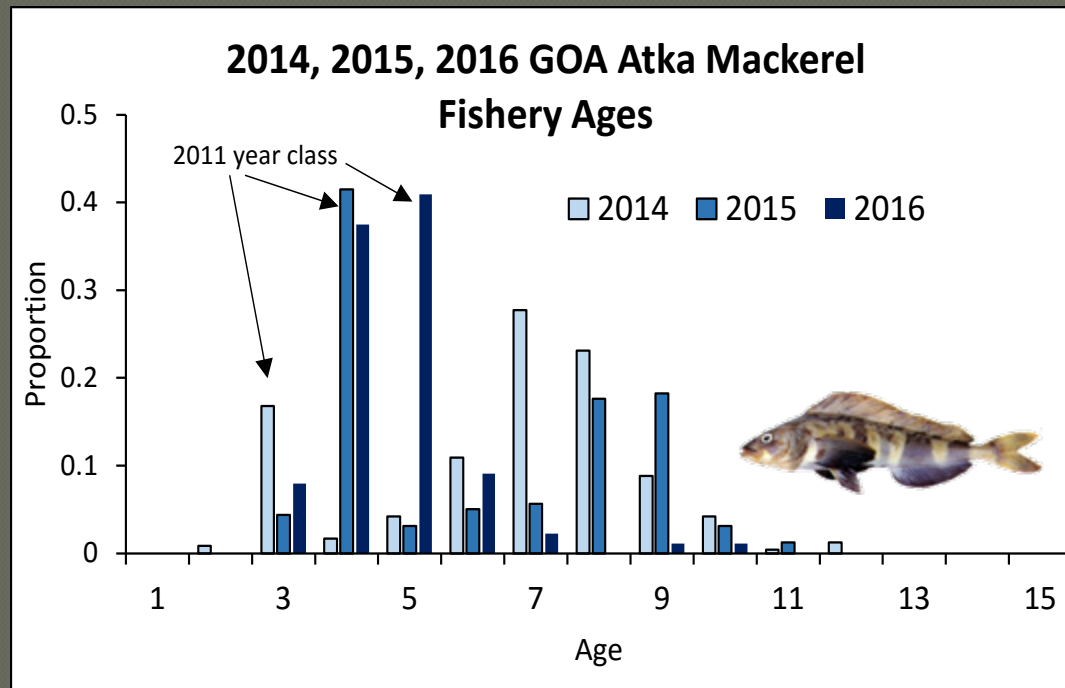 2014, 2015, 2016 GOA Atka Mackerel
Fishery Ages
0.5
2011 year class
0.4
2014 2015 2016
0.3
Proportion
0.2
0.1
0
1 3 5 7 9 11 13 15
Age